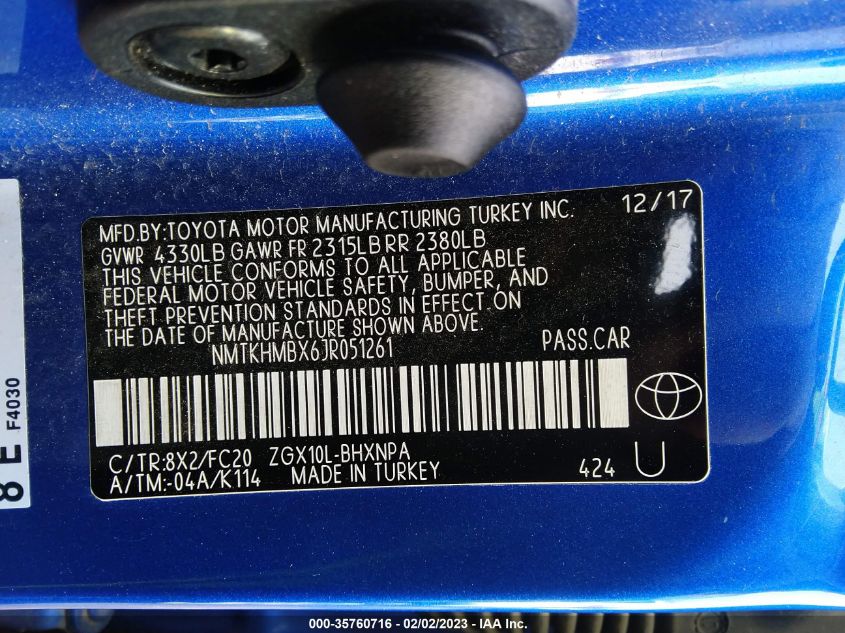 MFD.BY:TOYOTA MOTOR MANUFACTURING TURKEY INC. 12/17
GVWR 4330LB GAWR FR 2315LB RR 2380LB
THIS VEHICLE CONFORMS TO ALL APPLICABLE
FEDERAL MOTOR VEHICLE SAFETY, BUMPER, AND
THEFT PREVENTION STANDARDS IN EFFECT ON
THE DATE OF MANUFACTURE SHOWN ABOVE.
NMTKHMBX6JR051261 PASS.CAR
C/TR:8X2/FC20 ZGX10L-BHXNPA
A/TM:-04A/K114 MADE IN TURKEY 424 U
8 E F4030
000-35760716 - 02/02/2023 - IAA Inc.